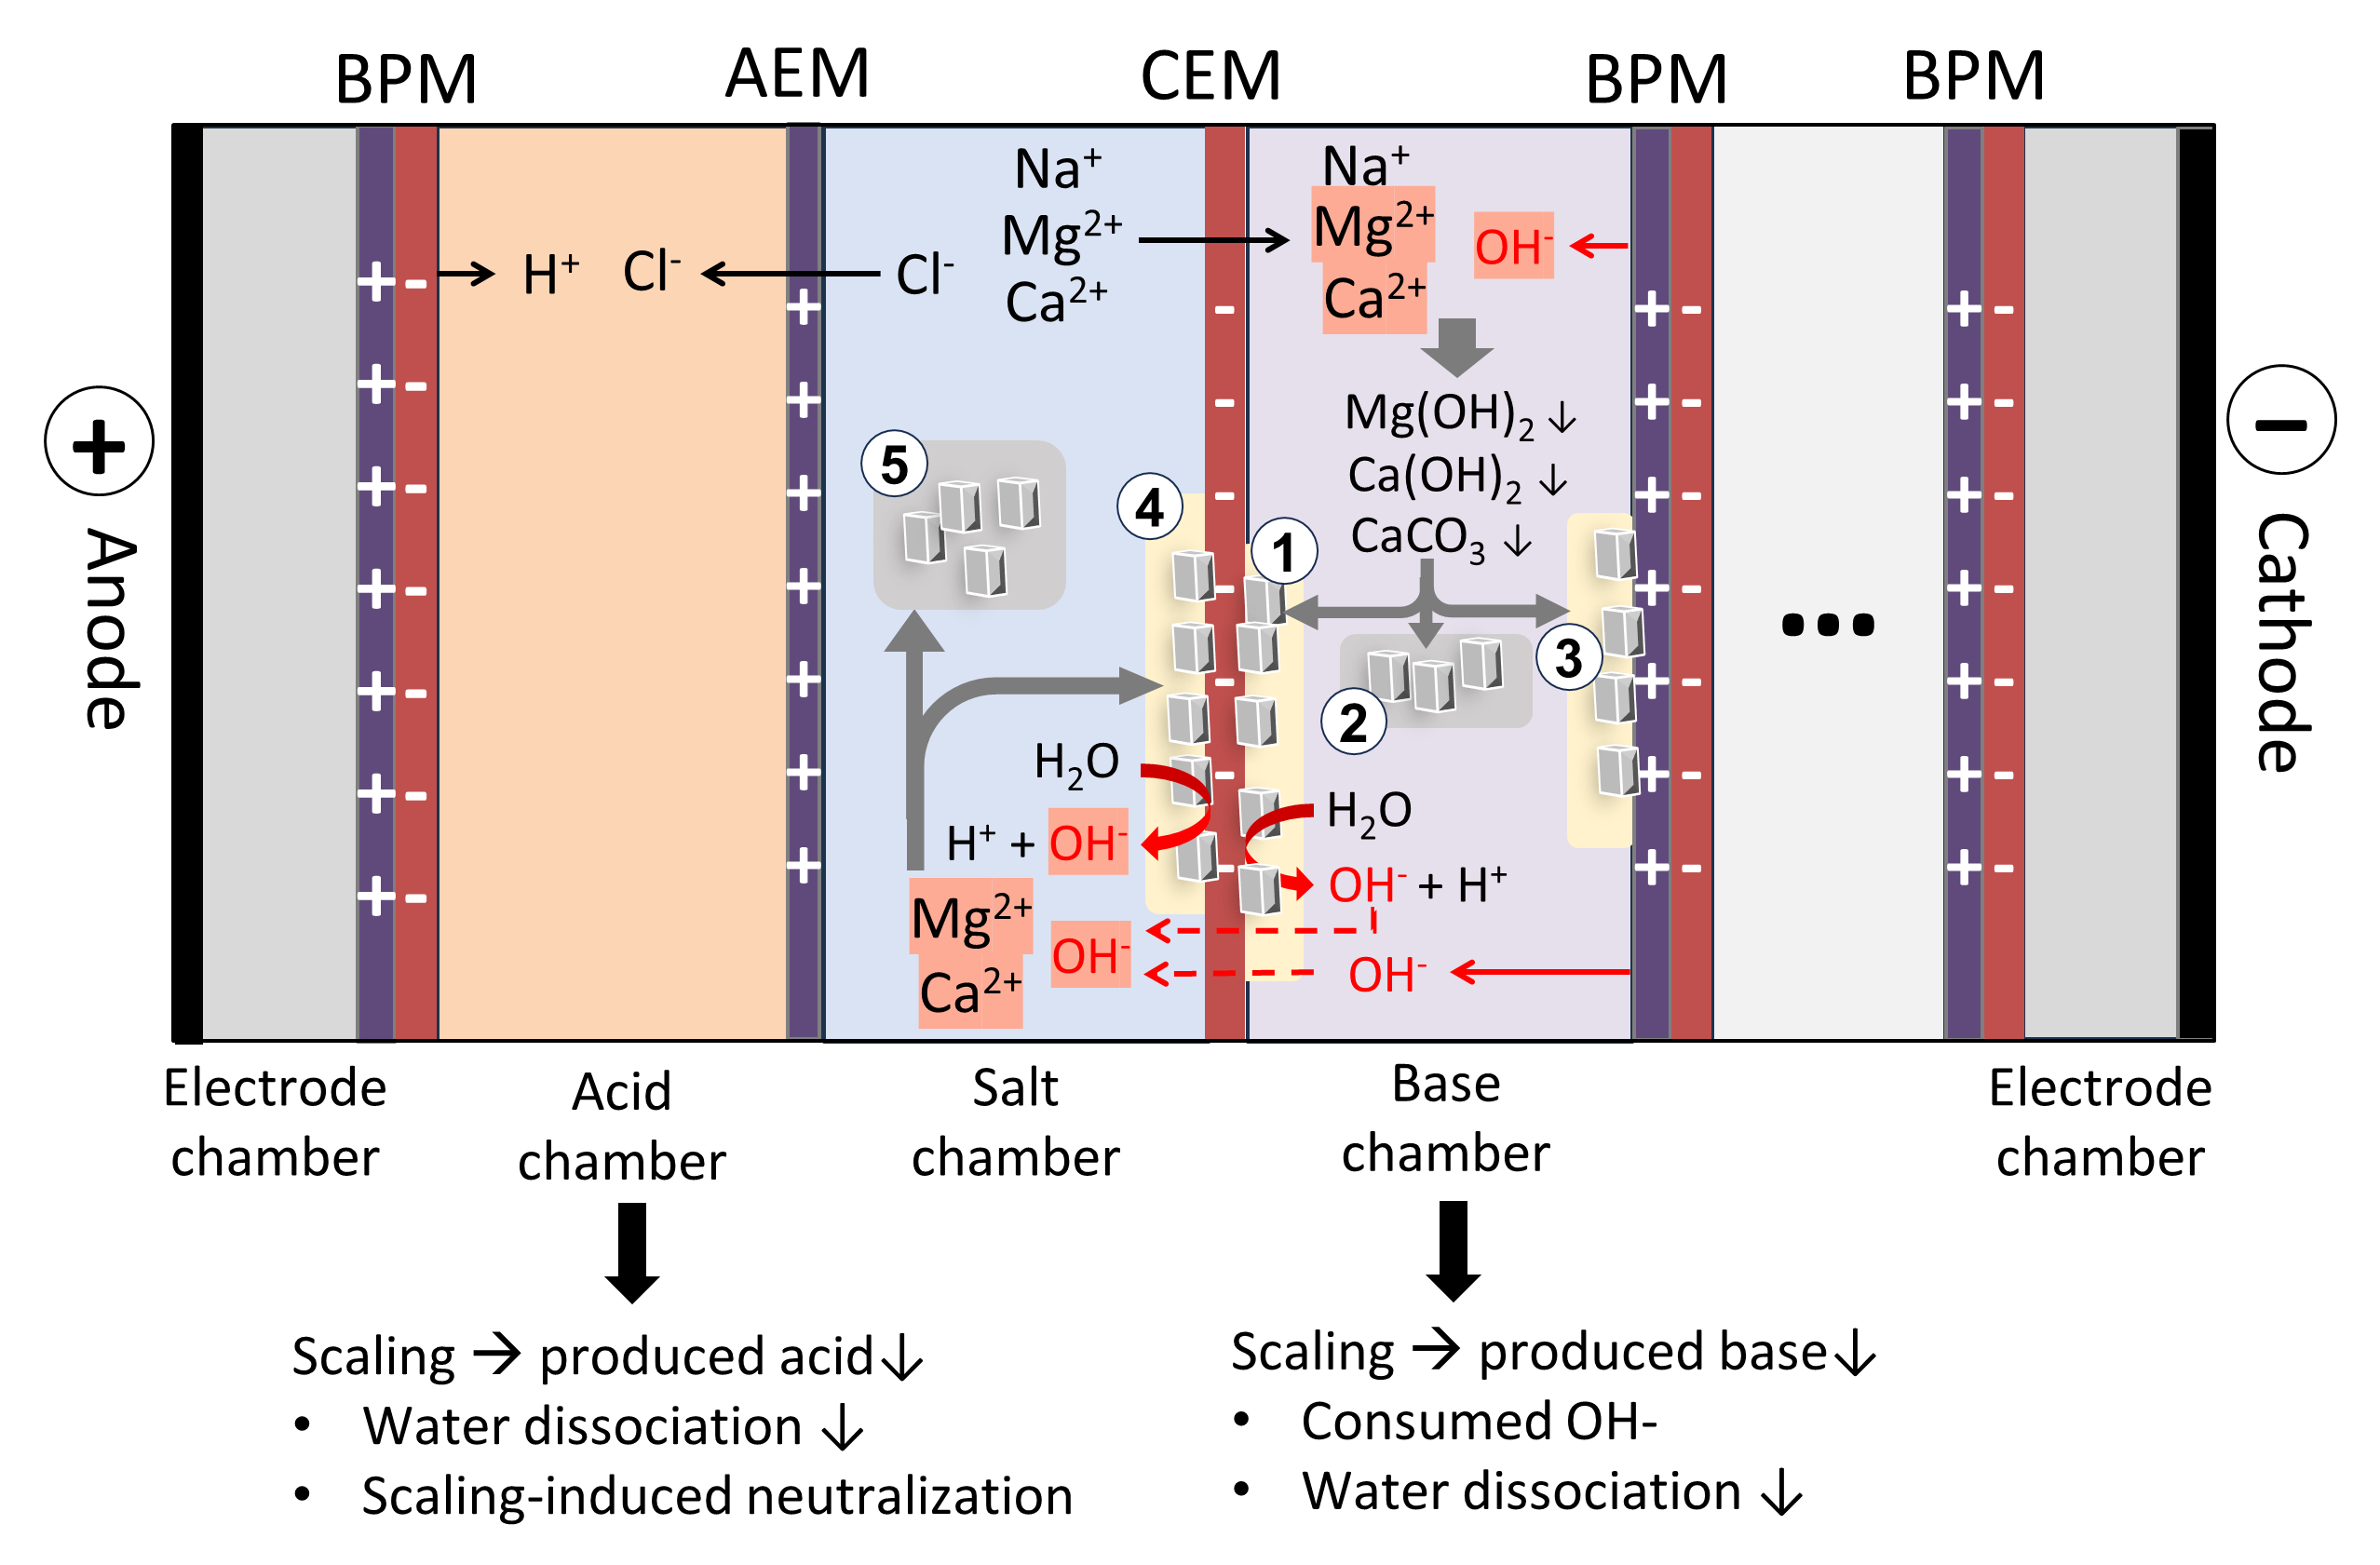 BPM
AEM
CEM
BPM
BPM
Na⁺
Mg²⁺
Ca²⁺
Cl⁻
H⁺
Cl⁻
Na⁺
Mg²⁺
Ca²⁺
OH⁻
Mg(OH)₂ ↓
Ca(OH)₂ ↓
CaCO₃ ↓
+
Anode
−
Cathode
5
4
1
3
2
...
H₂O
H⁺ + OH⁻
Mg²⁺
Ca²⁺
OH⁻
H₂O
OH⁻ + H⁺
OH⁻
Electrode
chamber
Acid
chamber
Salt
chamber
Base
chamber
Electrode
chamber
Scaling → produced acid↓
• Water dissociation ↓
• Scaling-induced neutralization
Scaling → produced base↓
• Consumed OH-
• Water dissociation ↓